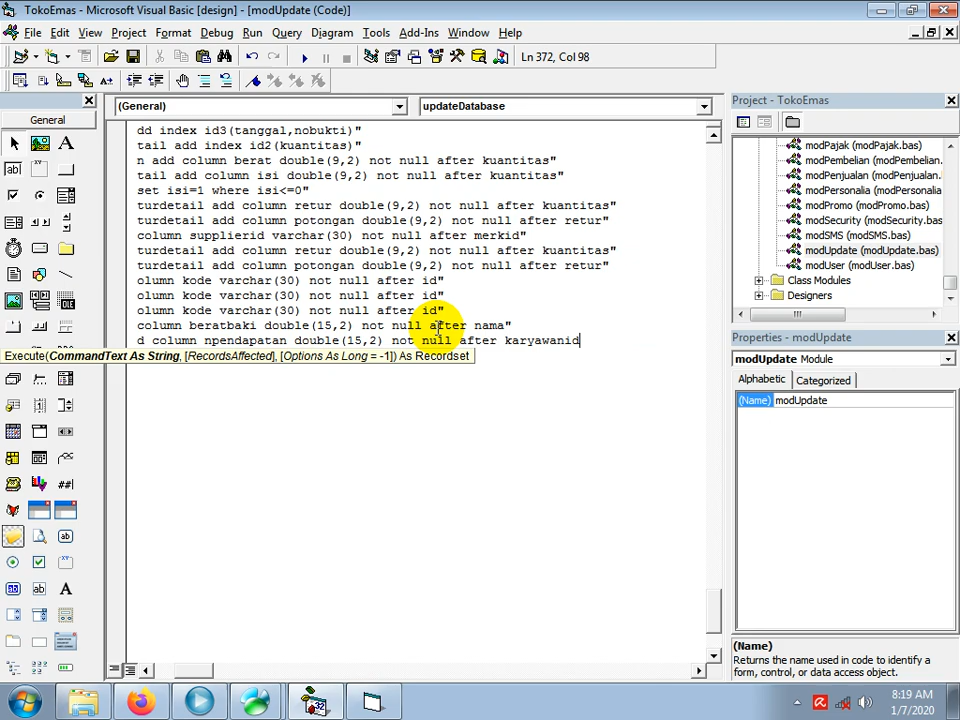 TokoEmas - Microsoft Visual Basic [design] - [modUpdate (Code)]
File Edit View Project Format Debug Run Query Diagram Tools Add-Ins Window Help
Ln 372, Col 98
General
(General)
updateDatabase
dd index id3(tanggal,nobukti)"
tail add index id2(kuantitas)"
n add column berat double(9,2) not null after kuantitas"
tail add column isi double(9,2) not null after kuantitas"
set isi=1 where isi<=0"
turdetail add column retur double(9,2) not null after kuantitas"
turdetail add column potongan double(9,2) not null after retur"
column supplierid varchar(30) not null after merkid"
turdetail add column retur double(9,2) not null after kuantitas"
turdetail add column potongan double(9,2) not null after retur"
olumn kode varchar(30) not null after id"
olumn kode varchar(30) not null after id"
olumn kode varchar(30) not null after id"
column beratbaki double(15,2) not null after nama"
d column npendapatan double(15,2) not null after karyawanid
Execute(CommandText As String, [RecordsAffected], [Options As Long = -1]) As Recordset
Project - TokoEmas
modPajak (modPajak.bas)
modPembelian (modPembelian.
modPenjualan (modPenjualan.
modPersonalia (modPersonalia
modPromo (modPromo.bas)
modSecurity (modSecurity.bas
modSMS (modSMS.bas)
modUpdate (modUpdate.bas)
modUser (modUser.bas)
Class Modules
Designers
Properties - modUpdate
modUpdate Module
Alphabetic Categorized
(Name) modUpdate
(Name)
Returns the name used in code to identify a
form, control, or data access object.
8:19 AM
1/7/2020